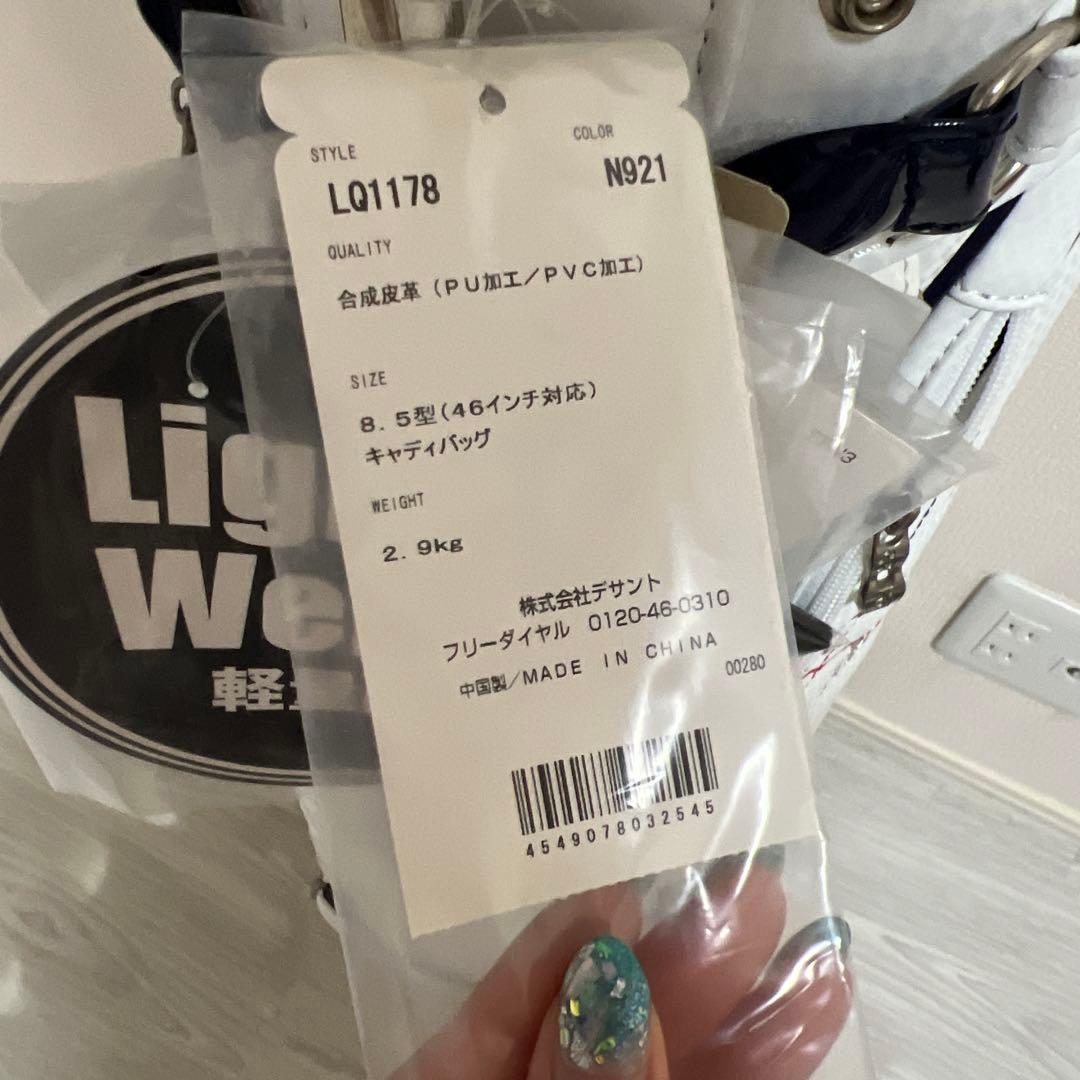 STYLE
COLOR
LQ1178
N921
QUALITY
合成皮革（PU加工／PVC加工）
SIZE
8.5型（46インチ対応）
キャディバッグ
WEIGHT
2.9kg
株式会社デサント
フリーダイヤル 0120-46-0310
中国製／MADE IN CHINA
00280
4549078032545
Lig
We
軽